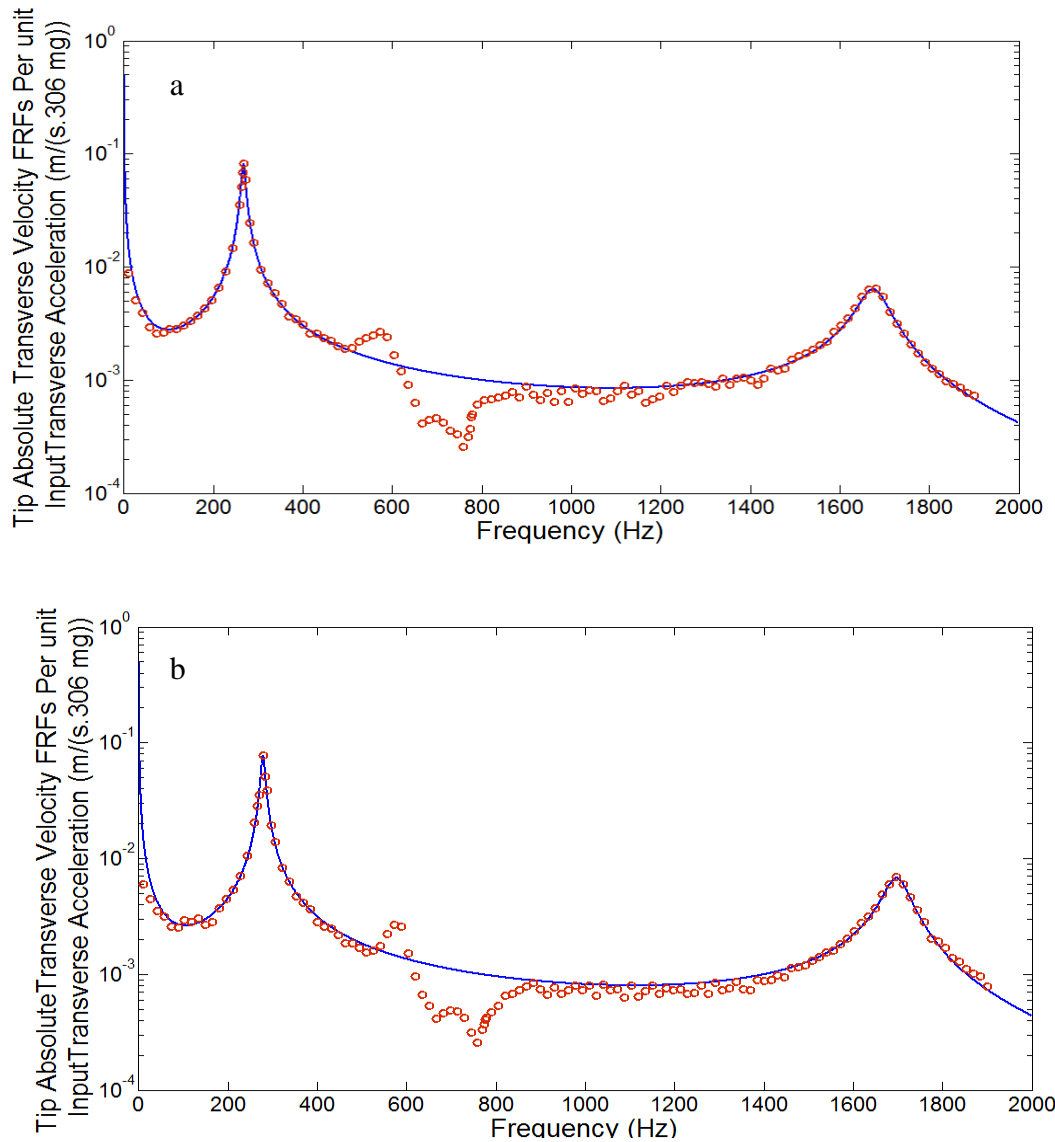 a
Tip Absolute Transverse Velocity FRFs Per unit
InputTransverse Acceleration (m/(s.306 mg))
10^0
10^-1
10^-2
10^-3
10^-4
0 200 400 600 800 1000 1200 1400 1600 1800 2000
Frequency (Hz)
b
Tip AbsoluteTransverse Velocity FRFs Per unit
InputTransverse Acceleration (m/(s.306 mg))
10^0
10^-1
10^-2
10^-3
10^-4
0 200 400 600 800 1000 1200 1400 1600 1800 2000
Frequency (Hz)